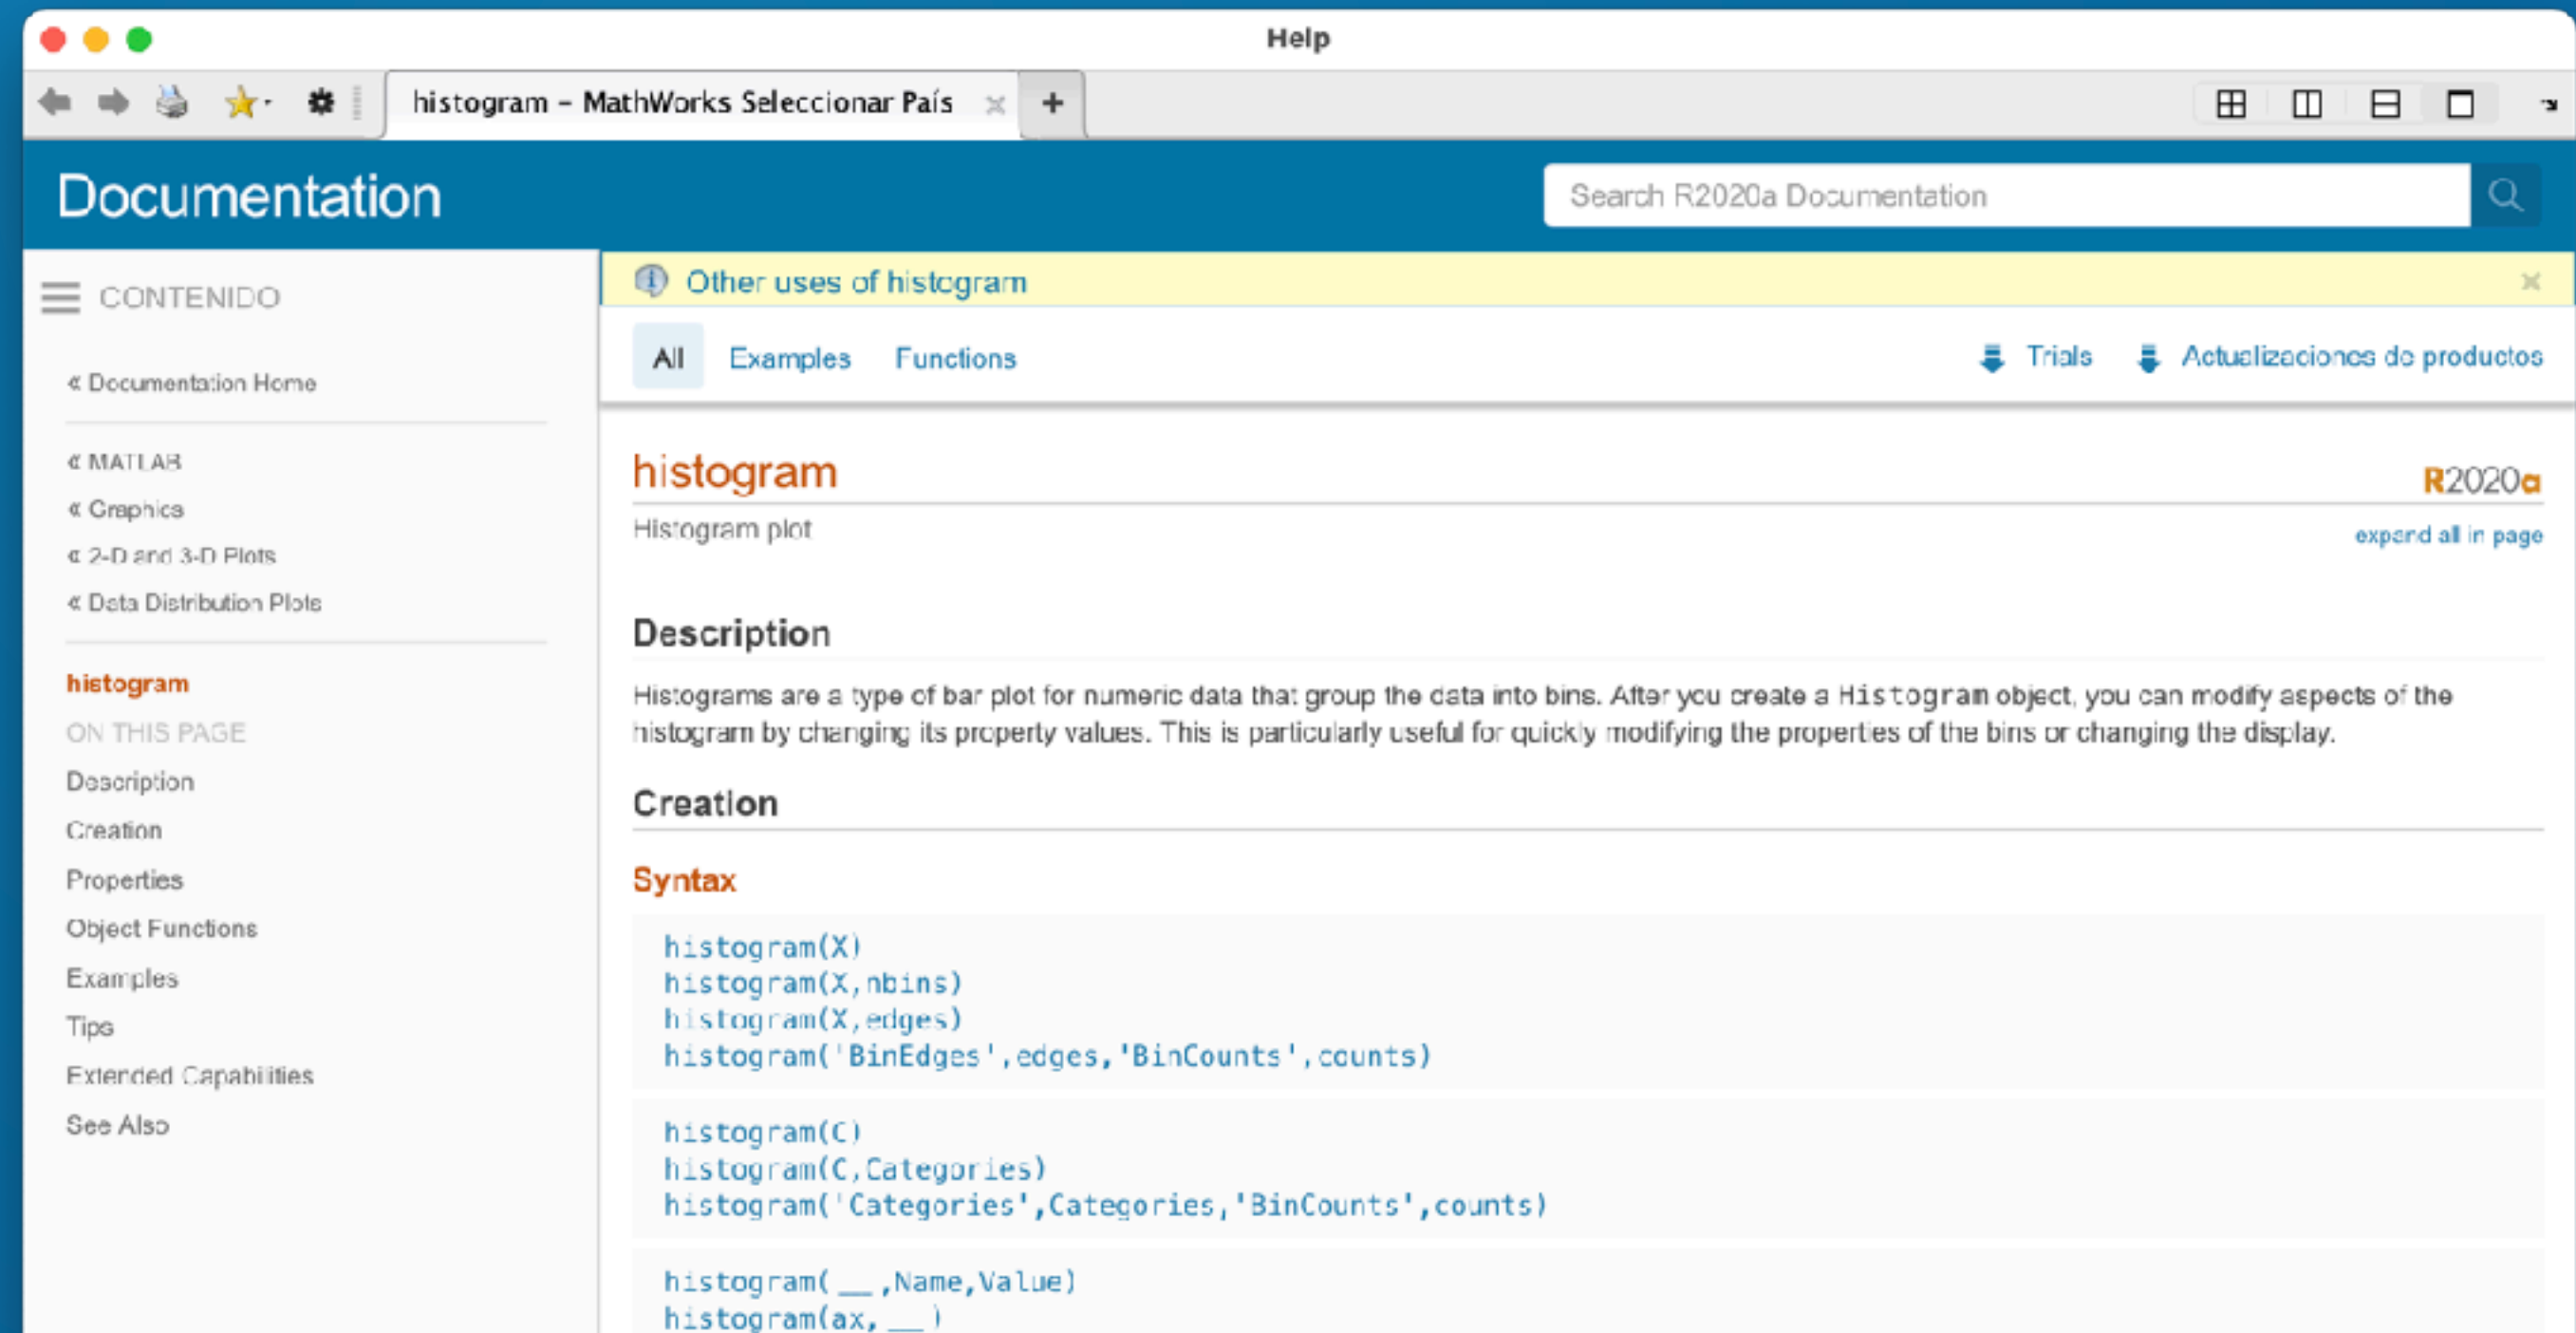 Help
histogram – MathWorks Seleccionar País
Documentation
Search R2020a Documentation
CONTENIDO
« Documentation Home
« MATLAB
« Graphics
« 2-D and 3-D Plots
« Data Distribution Plots
histogram
ON THIS PAGE
Description
Creation
Properties
Object Functions
Examples
Tips
Extended Capabilities
See Also
Other uses of histogram
All Examples Functions Trials Actualizaciones de productos
histogram R2020a
Histogram plot expand all in page
Description
Histograms are a type of bar plot for numeric data that group the data into bins. After you create a Histogram object, you can modify aspects of the
histogram by changing its property values. This is particularly useful for quickly modifying the properties of the bins or changing the display.
Creation
Syntax
histogram(X)
histogram(X,nbins)
histogram(X,edges)
histogram('BinEdges',edges,'BinCounts',counts)
histogram(C)
histogram(C,Categories)
histogram('Categories',Categories,'BinCounts',counts)
histogram( __ ,Name,Value)
histogram(ax, __ )